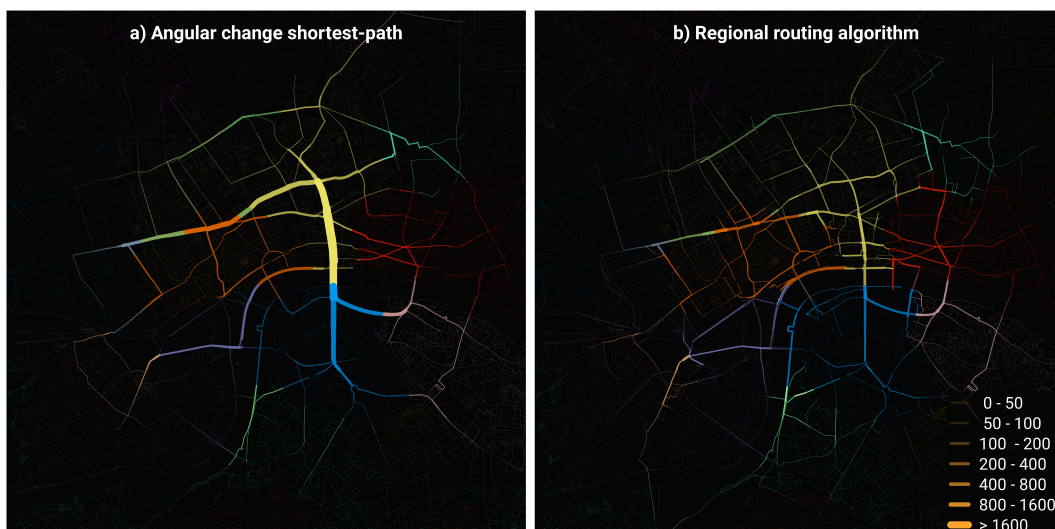 a) Angular change shortest-path
b) Regional routing algorithm
0 - 50
50 - 100
100 - 200
200 - 400
400 - 800
800 - 1600
> 1600